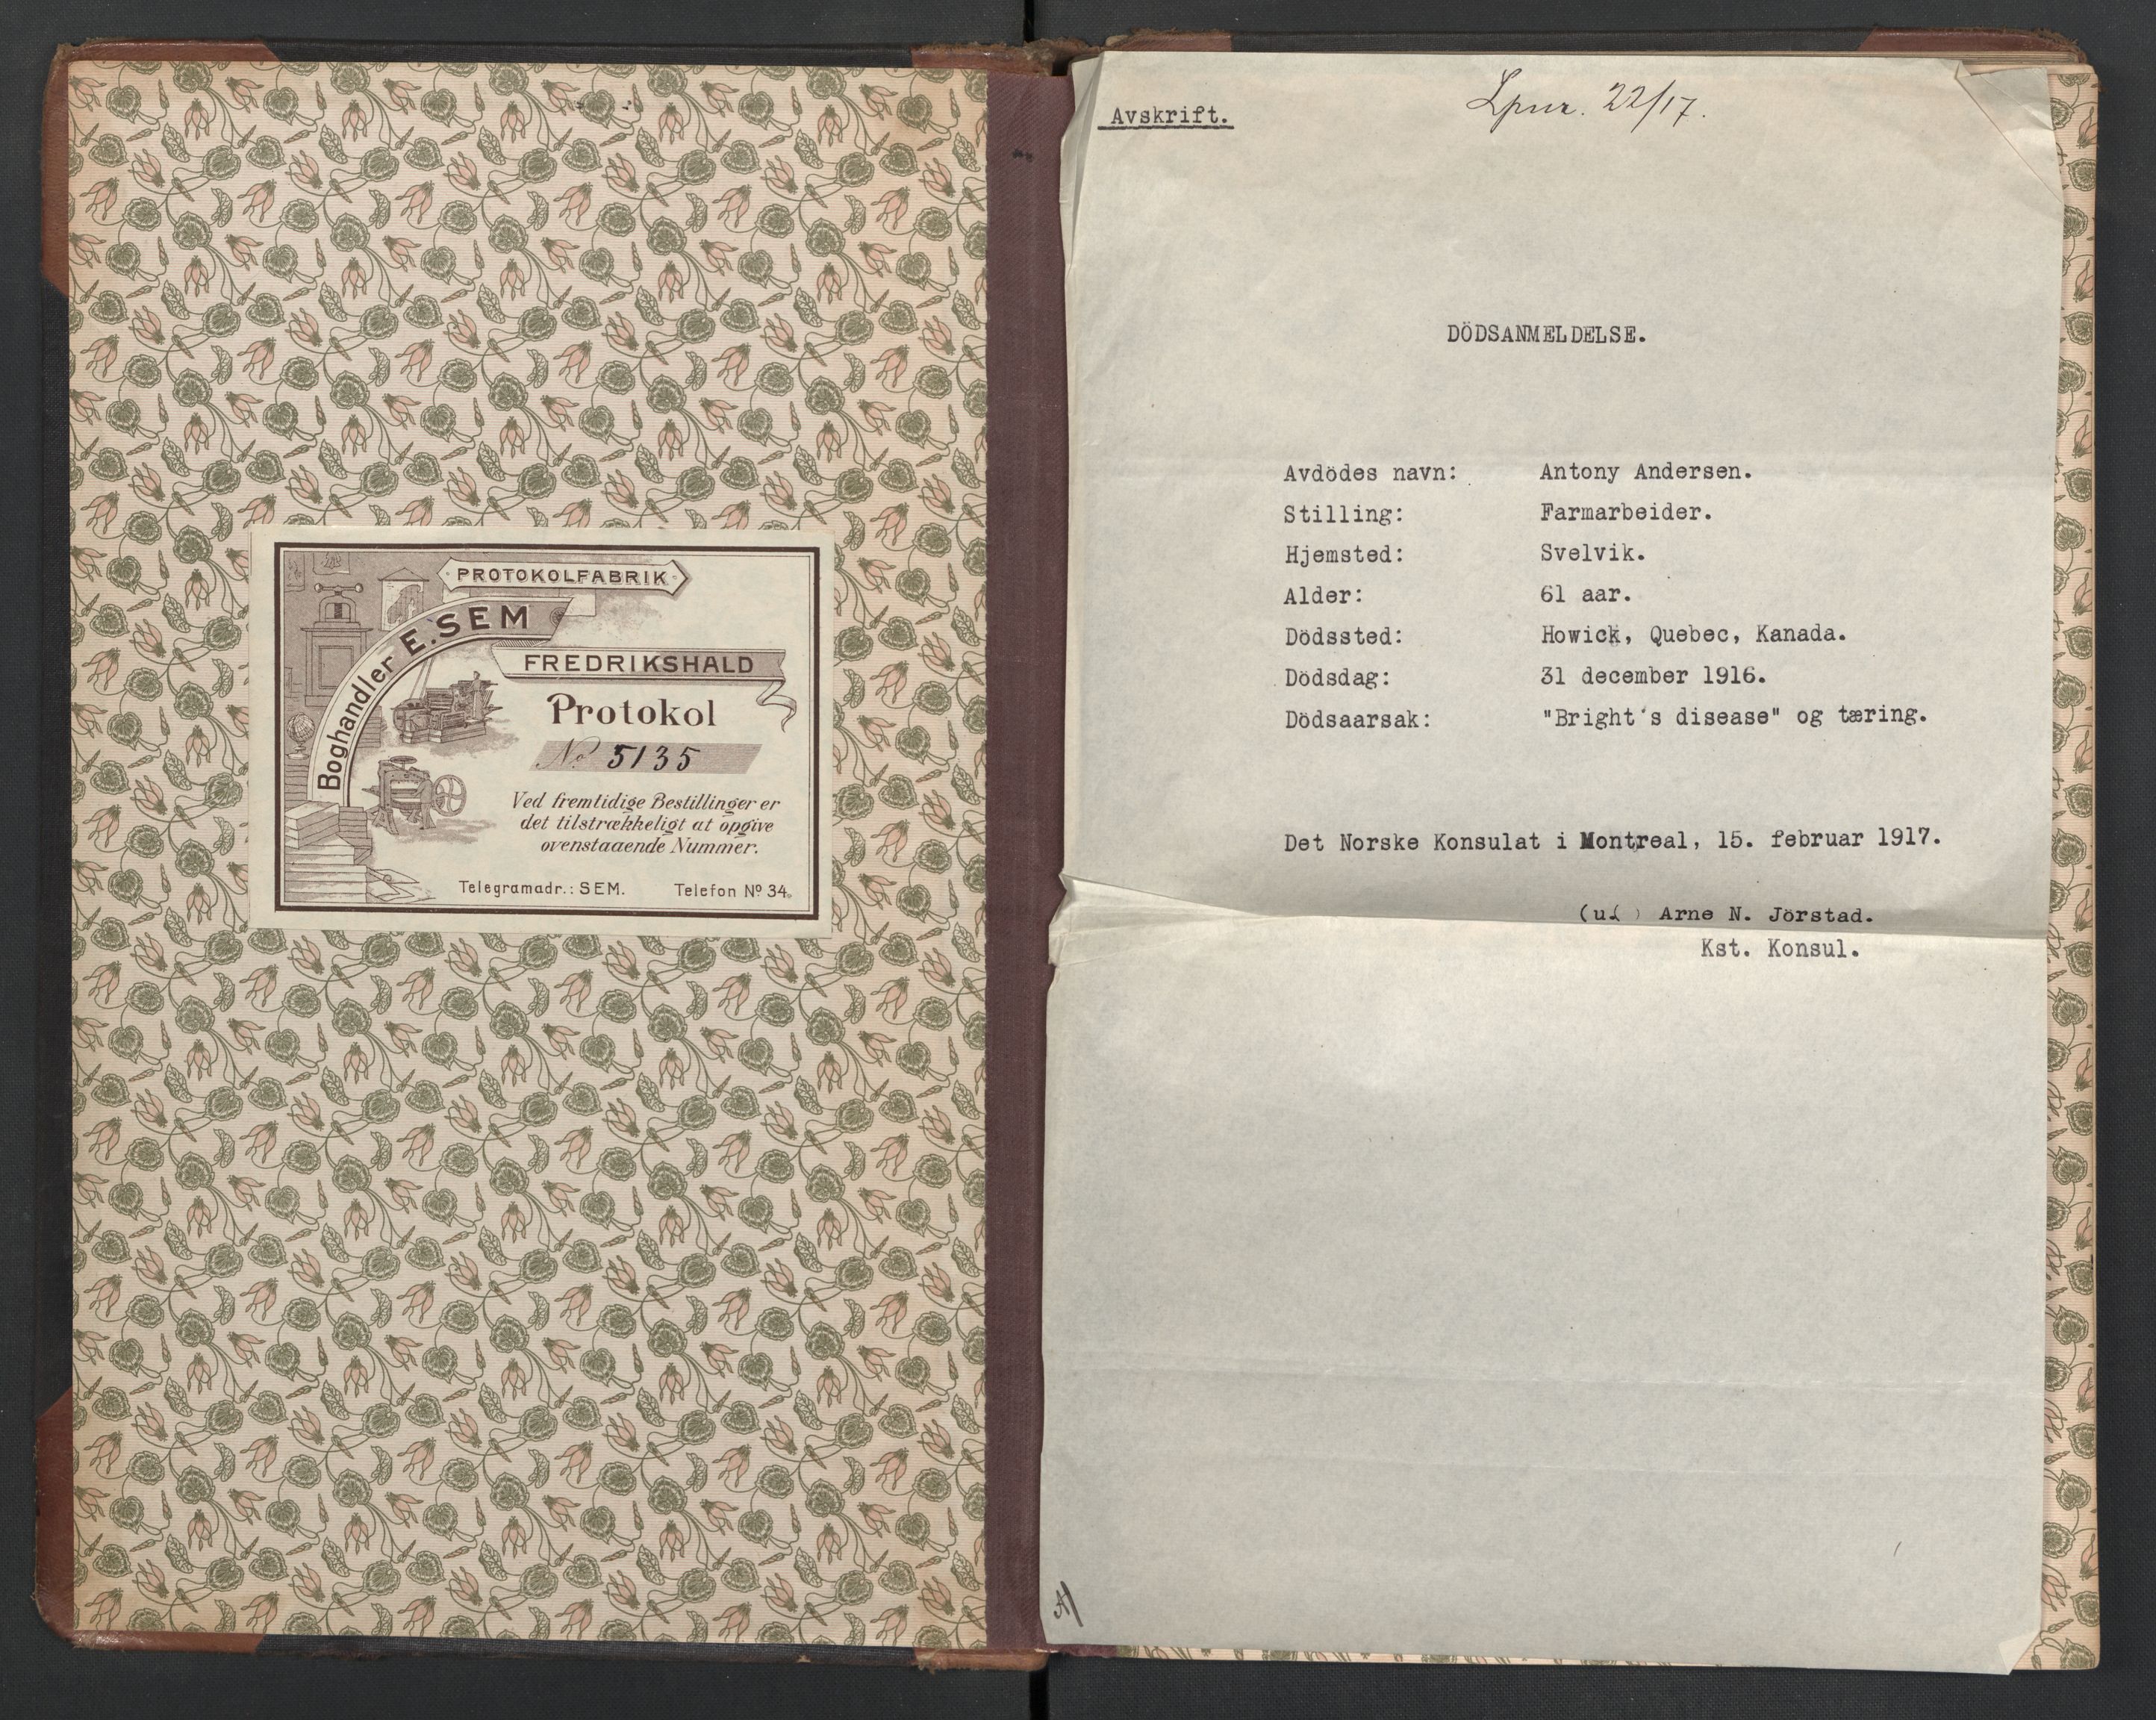 PROTOKOLFABRIK
Boghandler E. SEM
FREDRIKSHALD
Protokol
No 5135
Ved fremtidige Bestillinger er
det tilstrækkeligt at opgive
ovenstaaende Nummer.
Telegramadr.: SEM. Telefon No 34.
Avskrift.
Lpnr. 22/17.
DÖDSANMELDELSE.
Avdödes navn: Antony Andersen.
Stilling: Farmarbeider.
Hjemsted: Svelvik.
Alder: 61 aar.
Dödssted: Howick, Quebec, Kanada.
Dödsdag: 31 december 1916.
Dödsaarsak: "Bright's disease" og tæring.
Det Norske Konsulat i Montreal, 15. februar 1917.
Arne N. Jörstad.
Kst. Konsul.